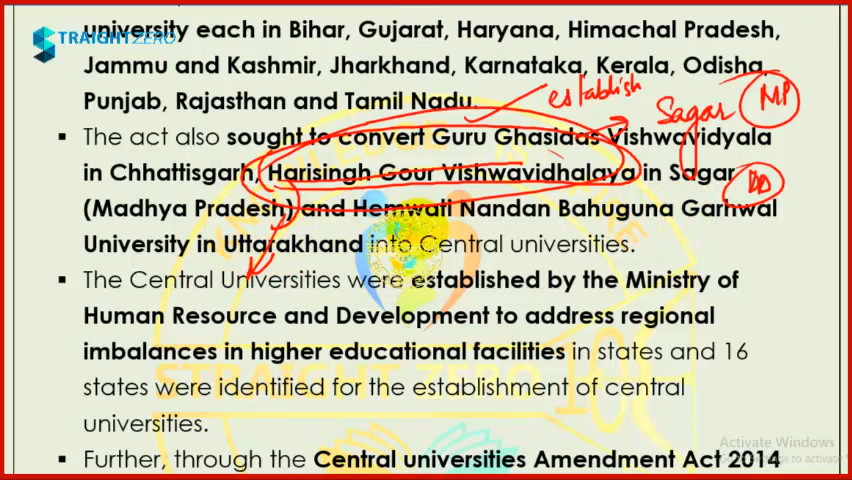 university each in Bihar, Gujarat, Haryana, Himachal Pradesh,
STRAIGHTZERO
Jammu and Kashmir, Jharkhand, Karnataka, Kerala, Odisha,
Punjab, Rajasthan and Tamil Nadu.
establish
Sagar MP
▪ The act also sought to convert Guru Ghasidas Vishwavidyala
in Chhattisgarh, Harisingh Gour Vishwavidhalaya in Sagar
(Madhya Pradesh) and Hemwati Nandan Bahuguna Garhwal
University in Uttarakhand into Central universities.
▪ The Central Universities were established by the Ministry of
Human Resource and Development to address regional
imbalances in higher educational facilities in states and 16
states were identified for the establishment of central
universities.
Activate Windows
▪ Further, through the Central universities Amendment Act 2014